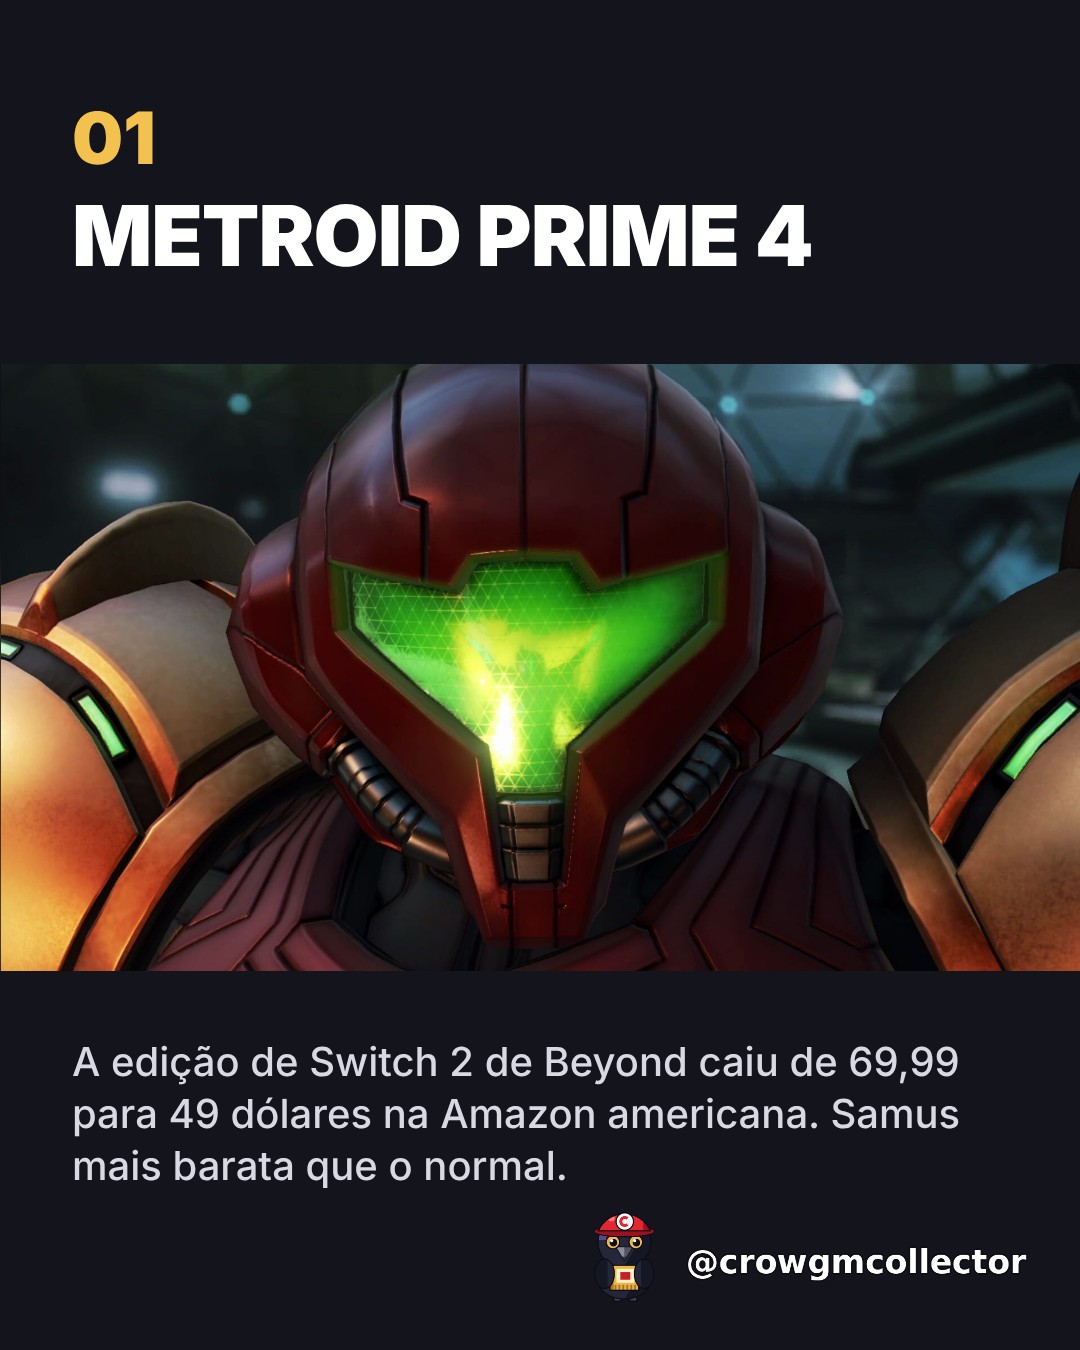 01
METROID PRIME 4
A edição de Switch 2 de Beyond caiu de 69,99
para 49 dólares na Amazon americana. Samus
mais barata que o normal.
C
@crowgmcollector